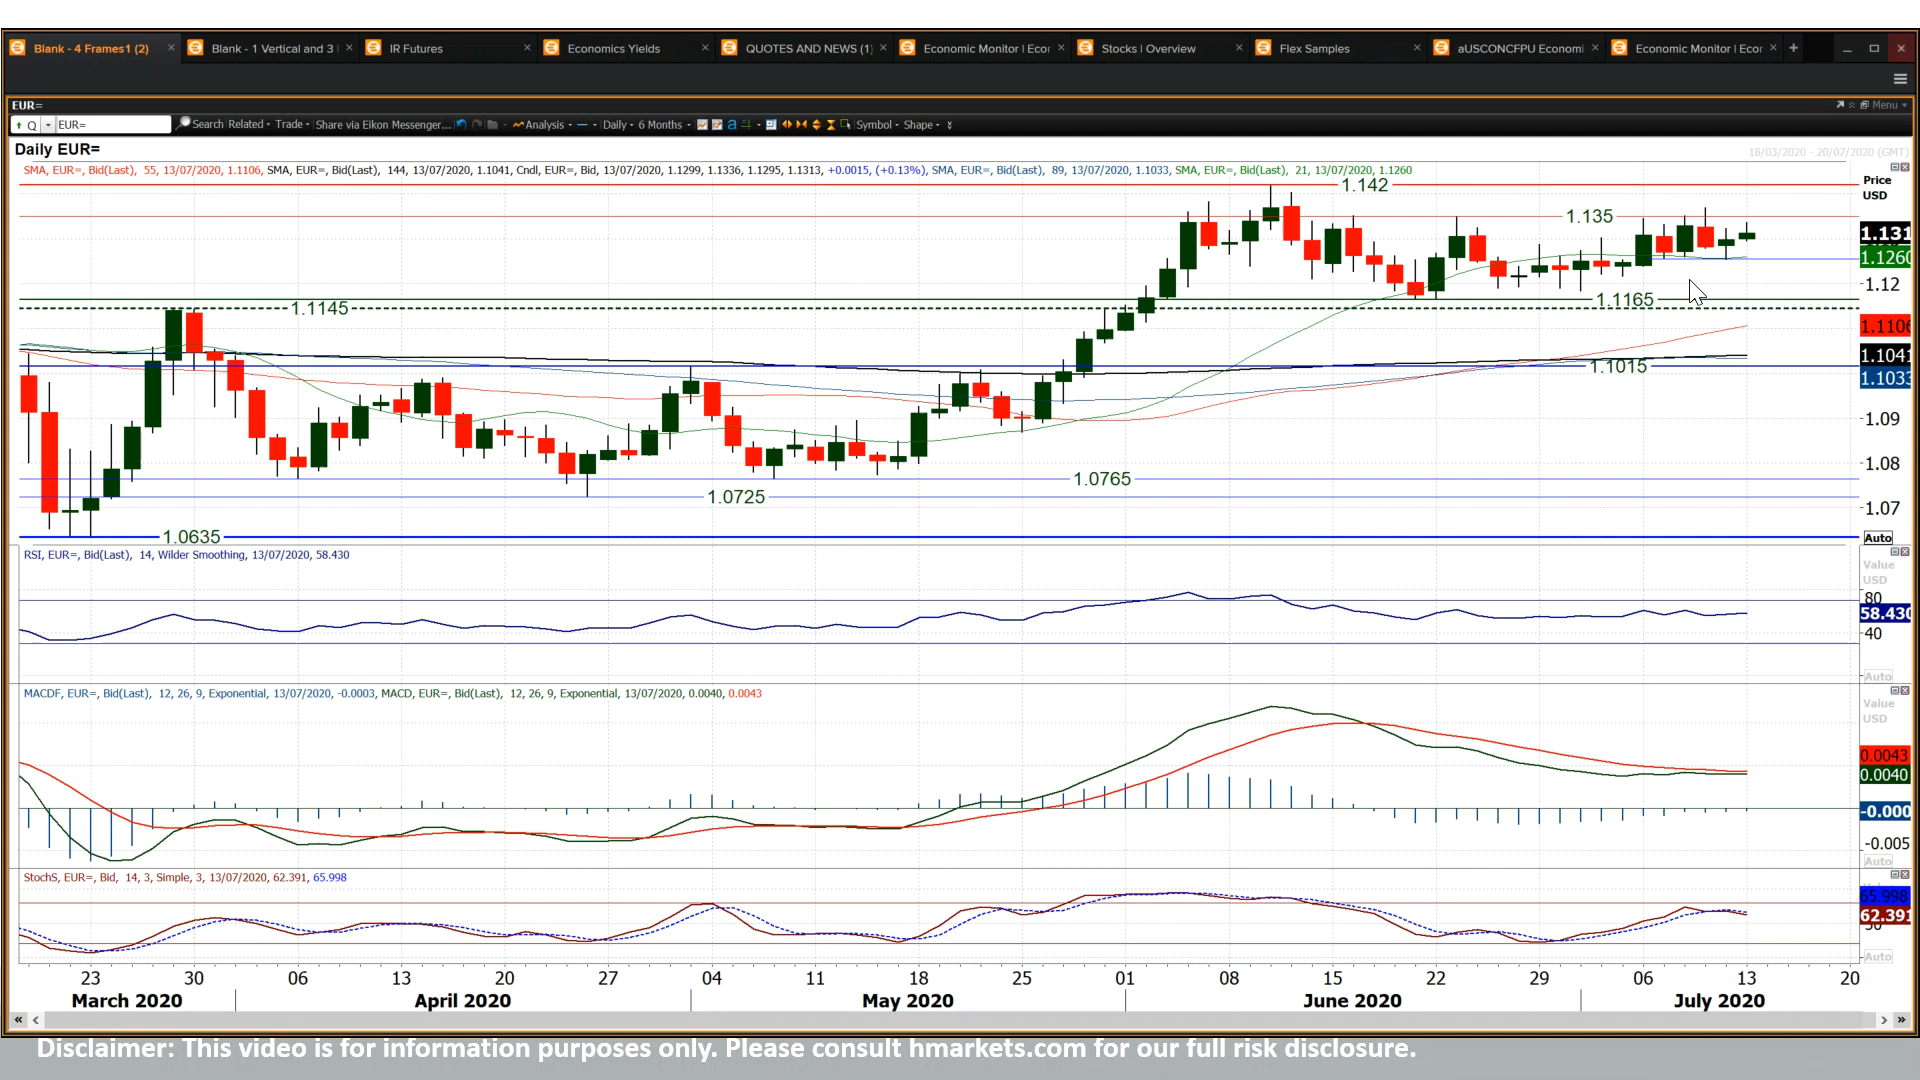 Blank - 4 Frames1 (2) Blank - 1 Vertical and 3 IR Futures Economics Yields QUOTES AND NEWS (1) Economic Monitor | Ecor Stocks | Overview Flex Samples aUSCONCFPU Economi Economic Monitor | Ecor
EUR= Menu
Q EUR= Search Related Trade Share via Eikon Messenger... Analysis Daily 6 Months Symbol Shape
Daily EUR=
18/03/2020 - 20/07/2020 (GMT)
SMA, EUR=, Bid(Last), 55, 13/07/2020, 1.1106, SMA, EUR=, Bid(Last), 144, 13/07/2020, 1.1041, Cndl, EUR=, Bid, 13/07/2020, 1.1299, 1.1336, 1.1295, 1.1313, +0.0015, (+0.13%), SMA, EUR=, Bid(Last), 89, 13/07/2020, 1.1033, SMA, EUR=, Bid(Last), 21, 13/07/2020, 1.1260
Price
USD
1.142
1.135
1.131
1.1260
1.12
1.1165
1.1145
1.1106
1.1041
1.1015
1.1033
1.09
1.08
1.0765
1.0725
1.07
1.0635
Auto
RSI, EUR=, Bid(Last), 14, Wilder Smoothing, 13/07/2020, 58.430
Value
USD
80
58.430
40
Auto
MACDF, EUR=, Bid(Last), 12, 26, 9, Exponential, 13/07/2020, -0.0003, MACD, EUR=, Bid(Last), 12, 26, 9, Exponential, 13/07/2020, 0.0040, 0.0043
Value
USD
0.0043
0.0040
-0.000
-0.005
Auto
StochS, EUR=, Bid, 14, 3, Simple, 3, 13/07/2020, 62.391, 65.998
65.998
62.391
Auto
23 30 06 13 20 27 04 11 18 25 01 08 15 22 29 06 13 20
March 2020 April 2020 May 2020 June 2020 July 2020
Disclaimer: This video is for information purposes only. Please consult hmarkets.com for our full risk disclosure.